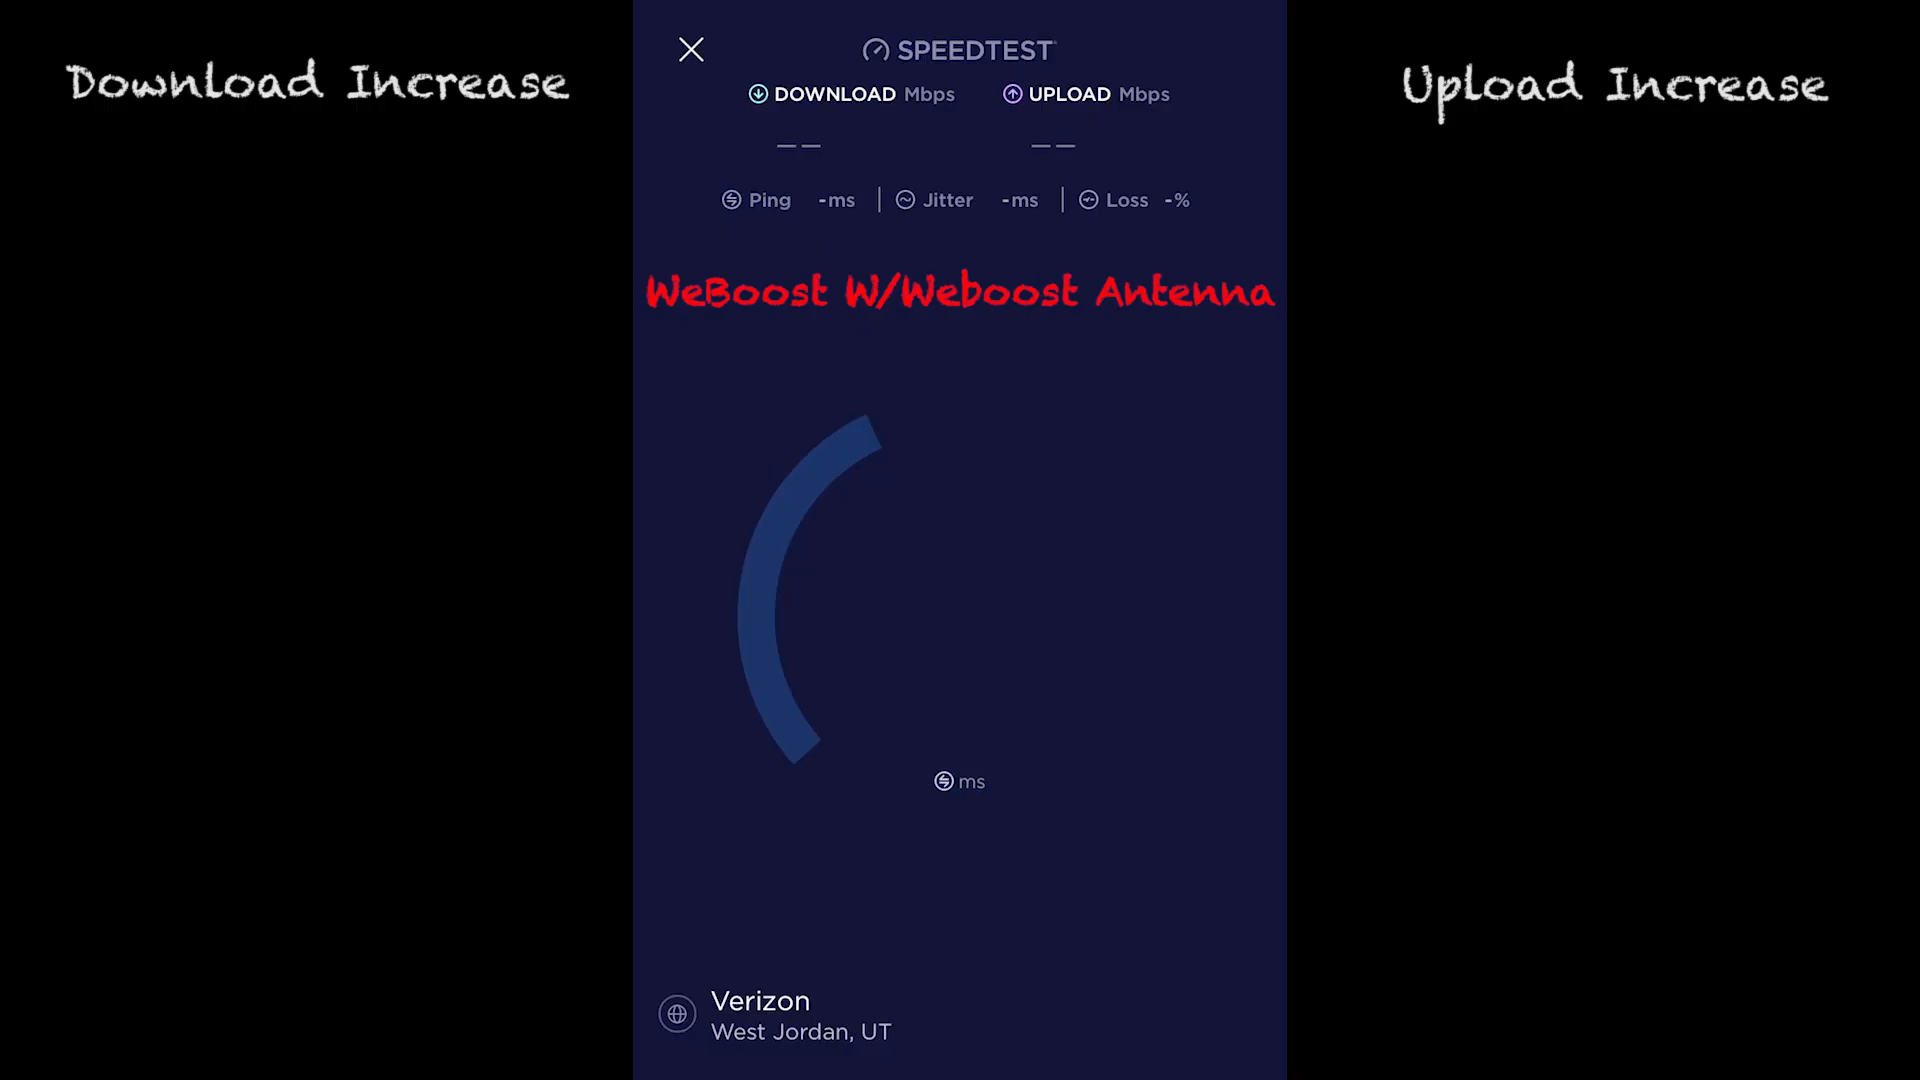 Download Increase
Upload Increase
SPEEDTEST
DOWNLOAD Mbps
UPLOAD Mbps
— —
— —
Ping -ms | Jitter -ms | Loss -%
WeBoost W/Weboost Antenna
ms
Verizon
West Jordan, UT